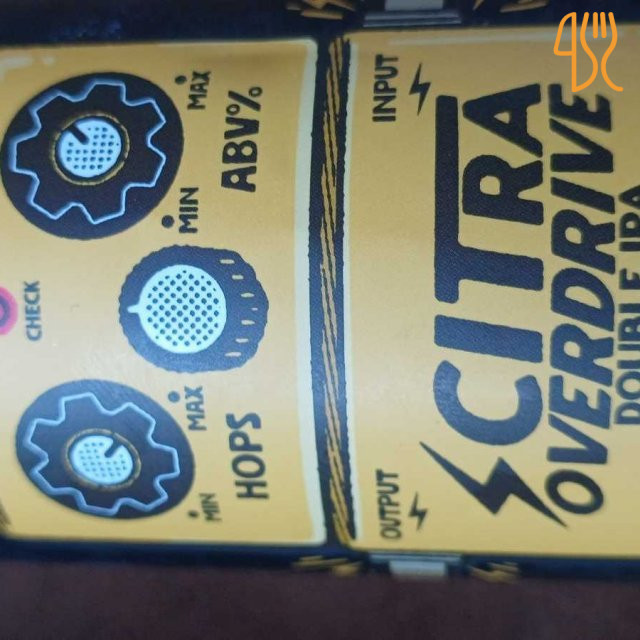 CHECK
MIN
MAX
HOPS
MIN
MAX
ABV%
OUTPUT
INPUT
CITRA
OVERDRIVE
DOUBLE IPA